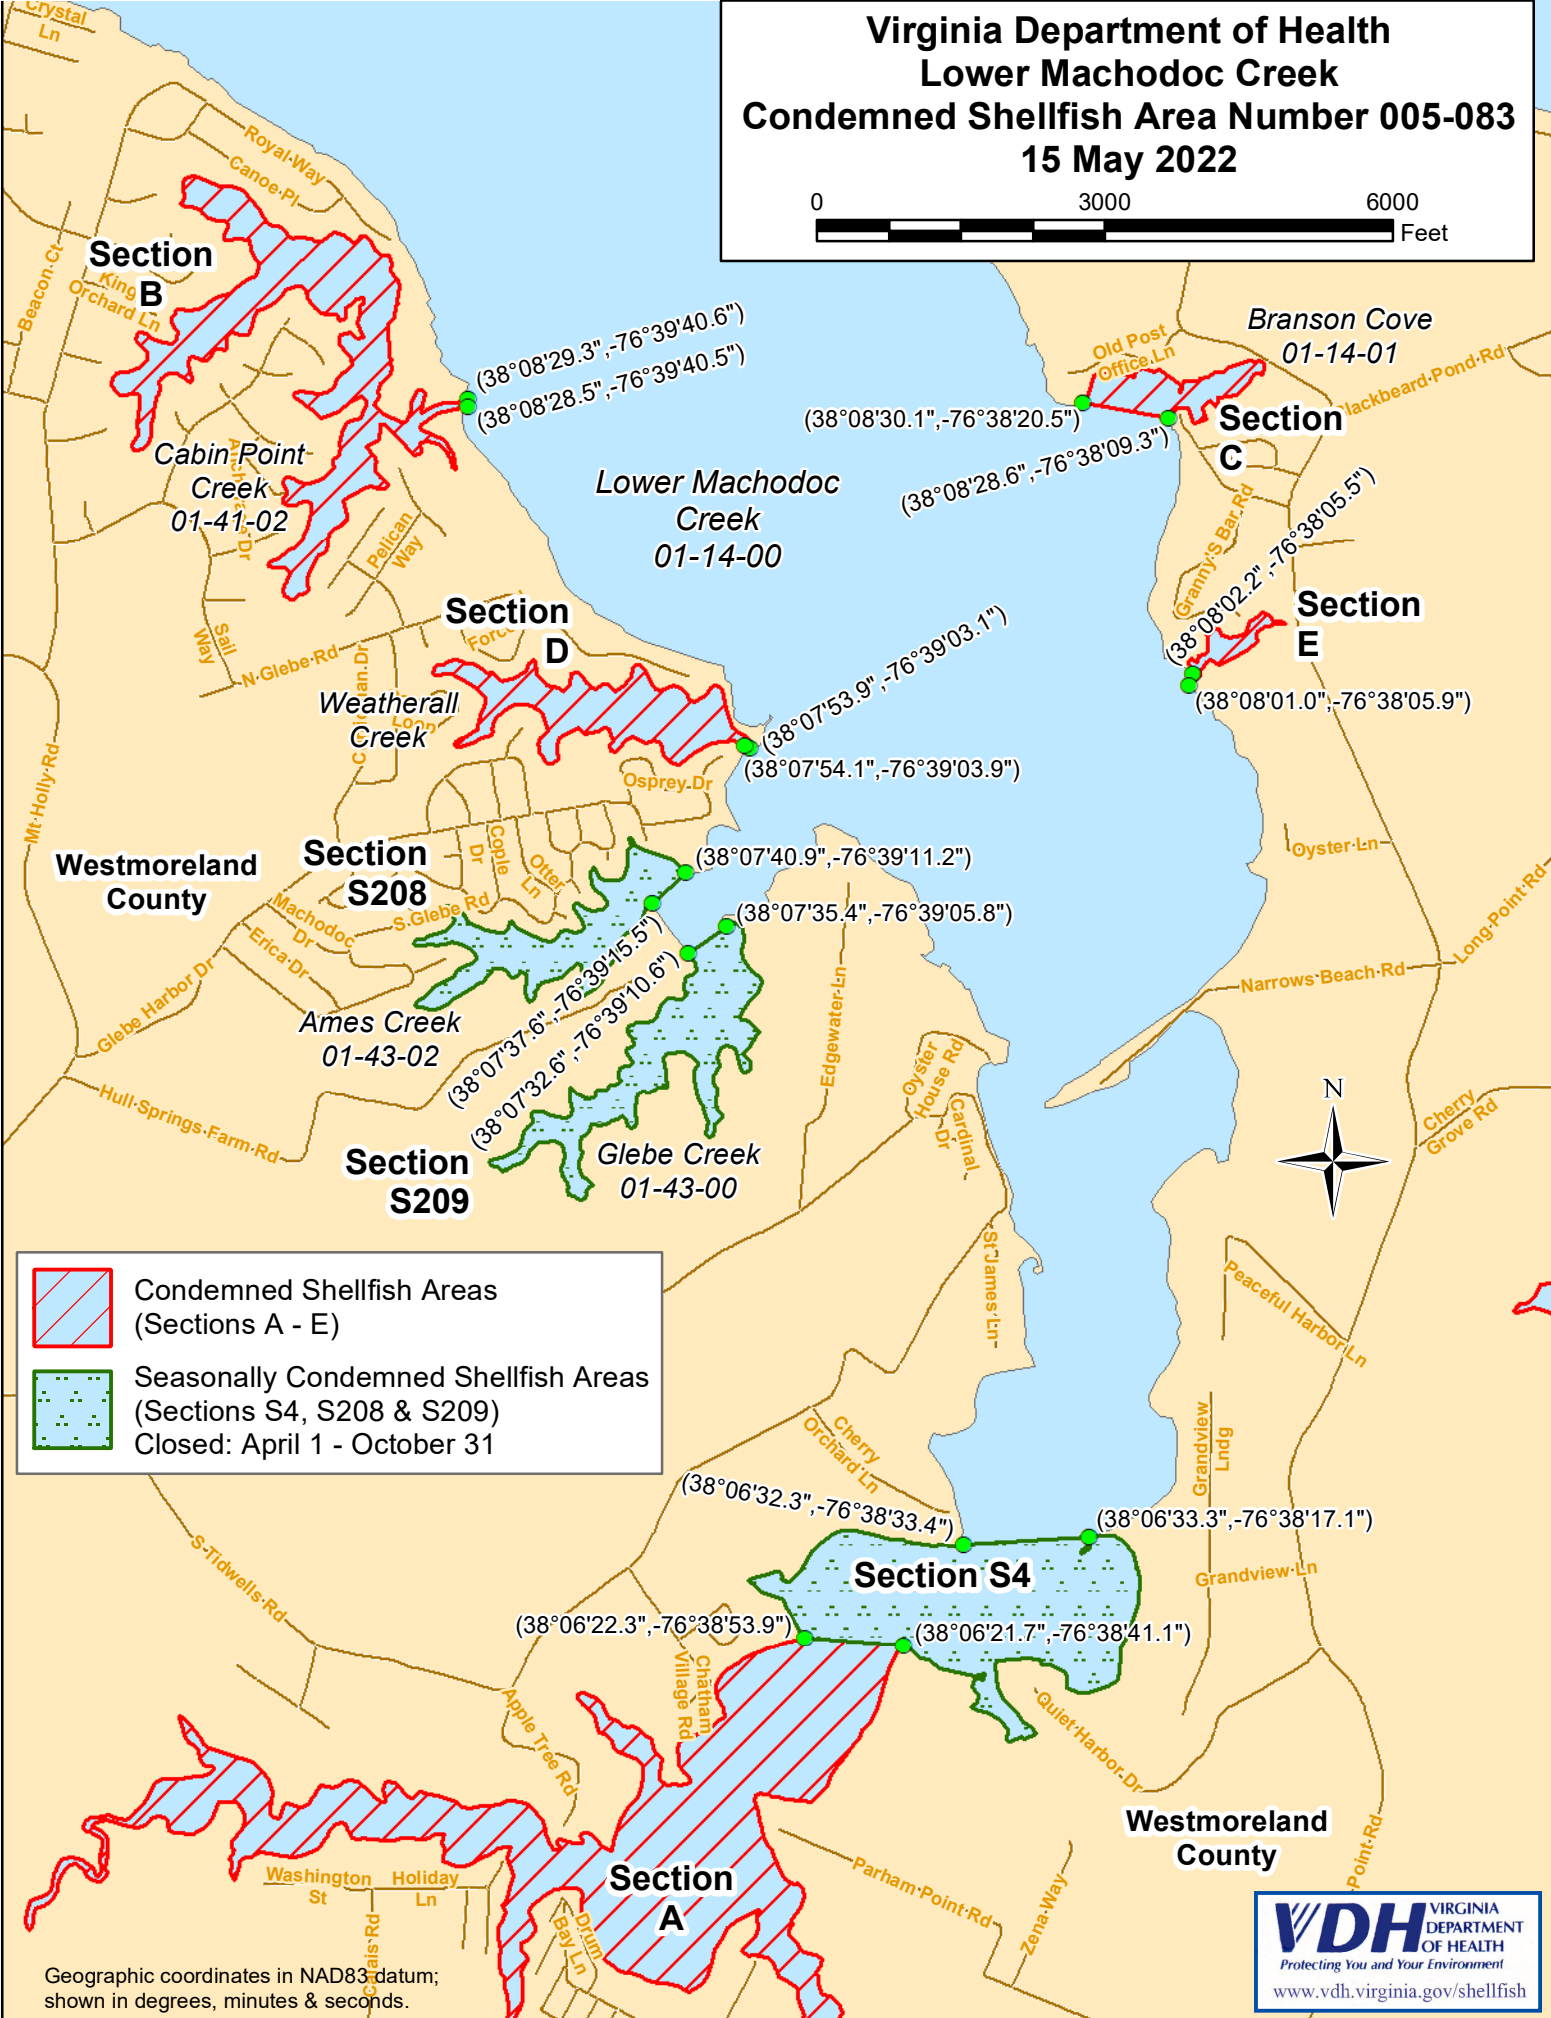 Crystal
Ln
Virginia Department of Health
Lower Machodoc Creek
Condemned Shellfish Area Number 005-083
15 May 2022
0 3000 6000
Feet
Royal Way
Canoe Pl
Section
B
King
Orchard Ln
Beacon Ct
(38°08'29.3",-76°39'40.6")
(38°08'28.5",-76°39'40.5")
Branson Cove
01-14-01
Old Post
Office Ln
Blackbeard Pond Rd
(38°08'30.1",-76°38'20.5")
(38°08'28.6",-76°38'09.3")
Section
C
Cabin Point
Creek
01-41-02
Lower Machodoc
Creek
01-14-00
Pelican
Way
Granny'S Bar Rd
(38°08'02.2",-76°38'05.5")
Section
E
(38°08'01.0",-76°38'05.9")
Section
D
Sail
Way
N Glebe Rd
Weatherall
Creek
Loop
(38°07'53.9",-76°39'03.1")
(38°07'54.1",-76°39'03.9")
Osprey Dr
Mt Holly Rd
Westmoreland
County
Section
S208
Cople
Dr
Otter
Ln
(38°07'40.9",-76°39'11.2")
(38°07'35.4",-76°39'05.8")
Oyster Ln
Long Point Rd
S Glebe Rd
Machodoc
Dr
Erica Dr
Glebe Harbor Dr
(38°07'37.6",-76°39'15.5")
(38°07'32.6",-76°39'10.6")
Ames Creek
01-43-02
Narrows Beach Rd
Edgewater Ln
Oyster
House Rd
Cardinal
Dr
Hull Springs Farm Rd
N
Cherry
Grove Rd
Section
S209
Glebe Creek
01-43-00
St James Ln
Peaceful Harbor Ln
Condemned Shellfish Areas
(Sections A - E)
Seasonally Condemned Shellfish Areas
(Sections S4, S208 & S209)
Closed: April 1 - October 31
Cherry
Orchard Ln
Grandview
Lndg
(38°06'32.3",-76°38'33.4")
(38°06'33.3",-76°38'17.1")
Section S4
Grandview Ln
S Tidwells Rd
(38°06'22.3",-76°38'53.9")
(38°06'21.7",-76°38'41.1")
Chatham
Village Rd
Apple Tree Rd
Quiet Harbor Dr
Westmoreland
County
Washington
St
Holiday
Ln
Section
A
Parham Point Rd
Zena Way
Point Rd
Calais Rd
Drum
Bay Ln
Geographic coordinates in NAD83 datum;
shown in degrees, minutes & seconds.
VDH VIRGINIA
DEPARTMENT
OF HEALTH
Protecting You and Your Environment
www.vdh.virginia.gov/shellfish